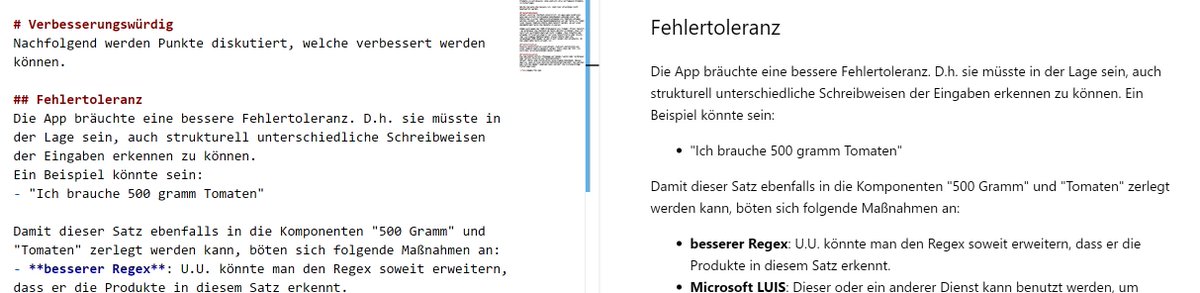 # Verbesserungswürdig
Nachfolgend werden Punkte diskutiert, welche verbessert werden
können.
## Fehlertoleranz
Die App bräuchte eine bessere Fehlertoleranz. D.h. sie müsste in
der Lage sein, auch strukturell unterschiedliche Schreibweisen
der Eingaben erkennen zu können.
Ein Beispiel könnte sein:
- "Ich brauche 500 gramm Tomaten"
Damit dieser Satz ebenfalls in die Komponenten "500 Gramm" und
"Tomaten" zerlegt werden kann, böten sich folgende Maßnahmen an:
- **besserer Regex**: U.U. könnte man den Regex soweit erweitern,
dass er die Produkte in diesem Satz erkennt.
Fehlertoleranz
Die App bräuchte eine bessere Fehlertoleranz. D.h. sie müsste in der Lage sein, auch
strukturell unterschiedliche Schreibweisen der Eingaben erkennen zu können. Ein
Beispiel könnte sein:
• "Ich brauche 500 gramm Tomaten"
Damit dieser Satz ebenfalls in die Komponenten "500 Gramm" und "Tomaten" zerlegt
werden kann, böten sich folgende Maßnahmen an:
• besserer Regex: U.U. könnte man den Regex soweit erweitern, dass er die
Produkte in diesem Satz erkennt.
• Microsoft LUIS: Dieser oder ein anderer Dienst kann benutzt werden, um